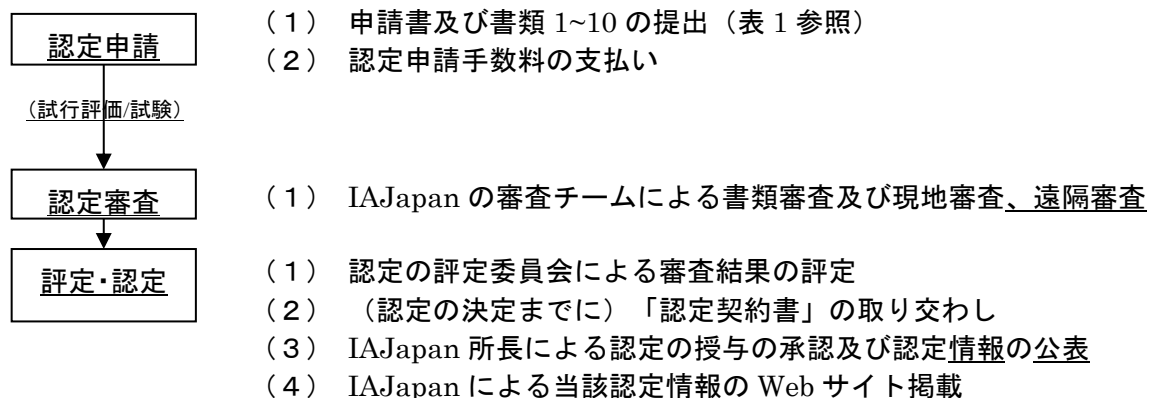 認定申請
（１） 申請書及び書類 1~10 の提出（表 1 参照）
（２） 認定申請手数料の支払い
（試行評価/試験）
認定審査
（１） IAJapan の審査チームによる書類審査及び現地審査、遠隔審査
評定・認定
（１） 認定の評定委員会による審査結果の評定
（２） （認定の決定までに）「認定契約書」の取り交わし
（３） IAJapan 所長による認定の授与の承認及び認定情報の公表
（４） IAJapan による当該認定情報の Web サイト掲載